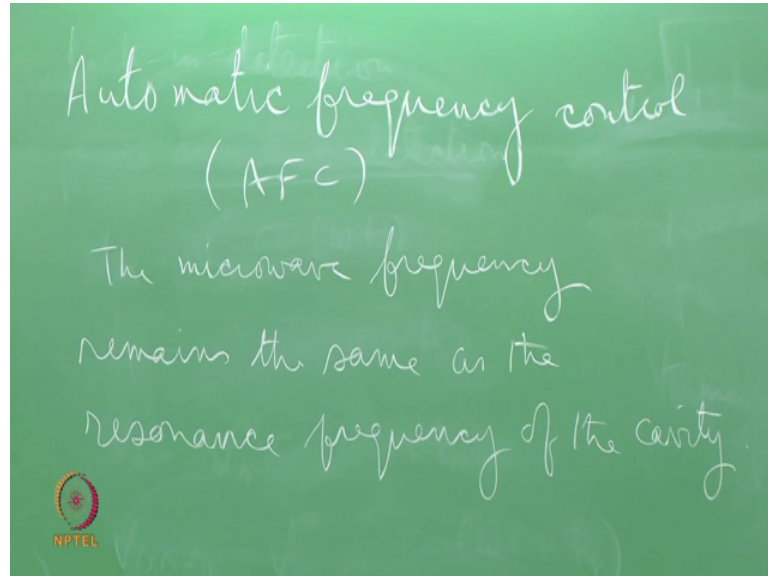 Automatic frequency control
(AFC)
The microwave frequency
remains the same as the
resonance frequency of the cavity.
NPTEL